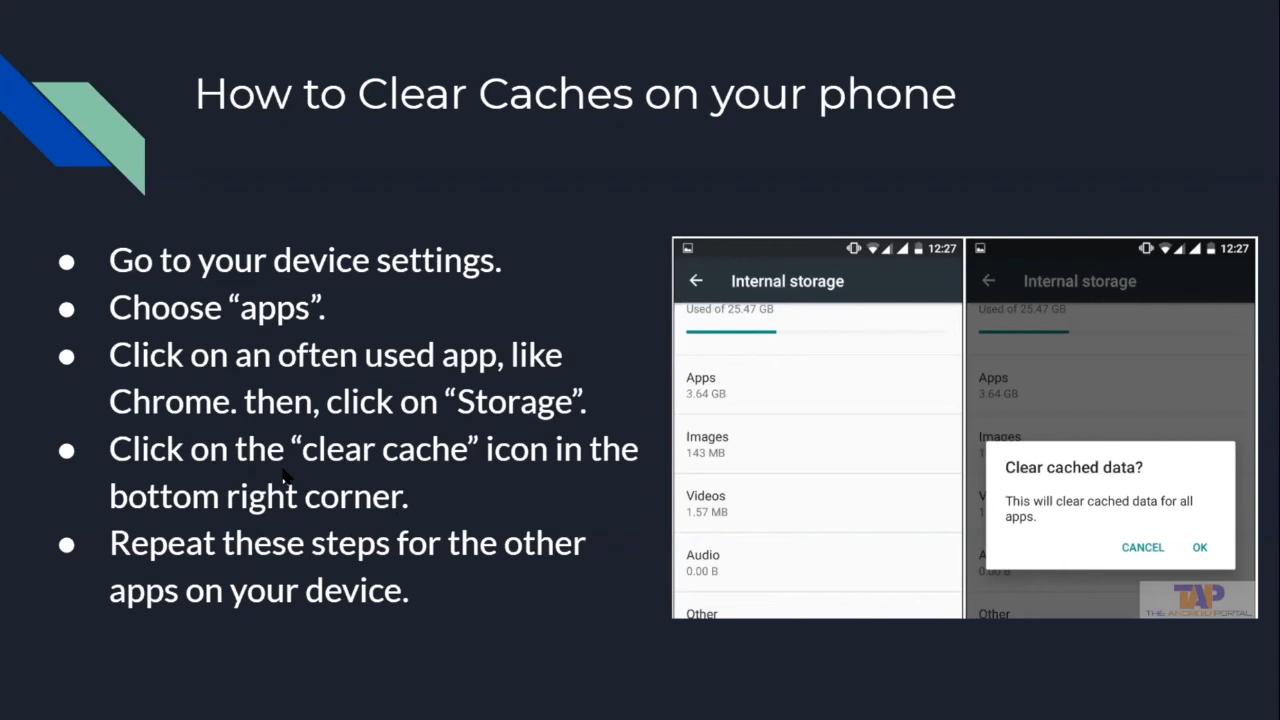 How to Clear Caches on your phone
● Go to your device settings.
● Choose “apps”.
● Click on an often used app, like
Chrome. then, click on “Storage”.
● Click on the “clear cache” icon in the
bottom right corner.
● Repeat these steps for the other
apps on your device.
12:27
Internal storage
Used of 25.47 GB
Apps
3.64 GB
Images
143 MB
Videos
1.57 MB
Audio
0.00 B
Other
12:27
Internal storage
Used of 25.47 GB
Apps
3.64 GB
Images
Clear cached data?
This will clear cached data for all
apps.
CANCEL OK
0.00 B
Other
TAP
THE ANDROID PORTAL